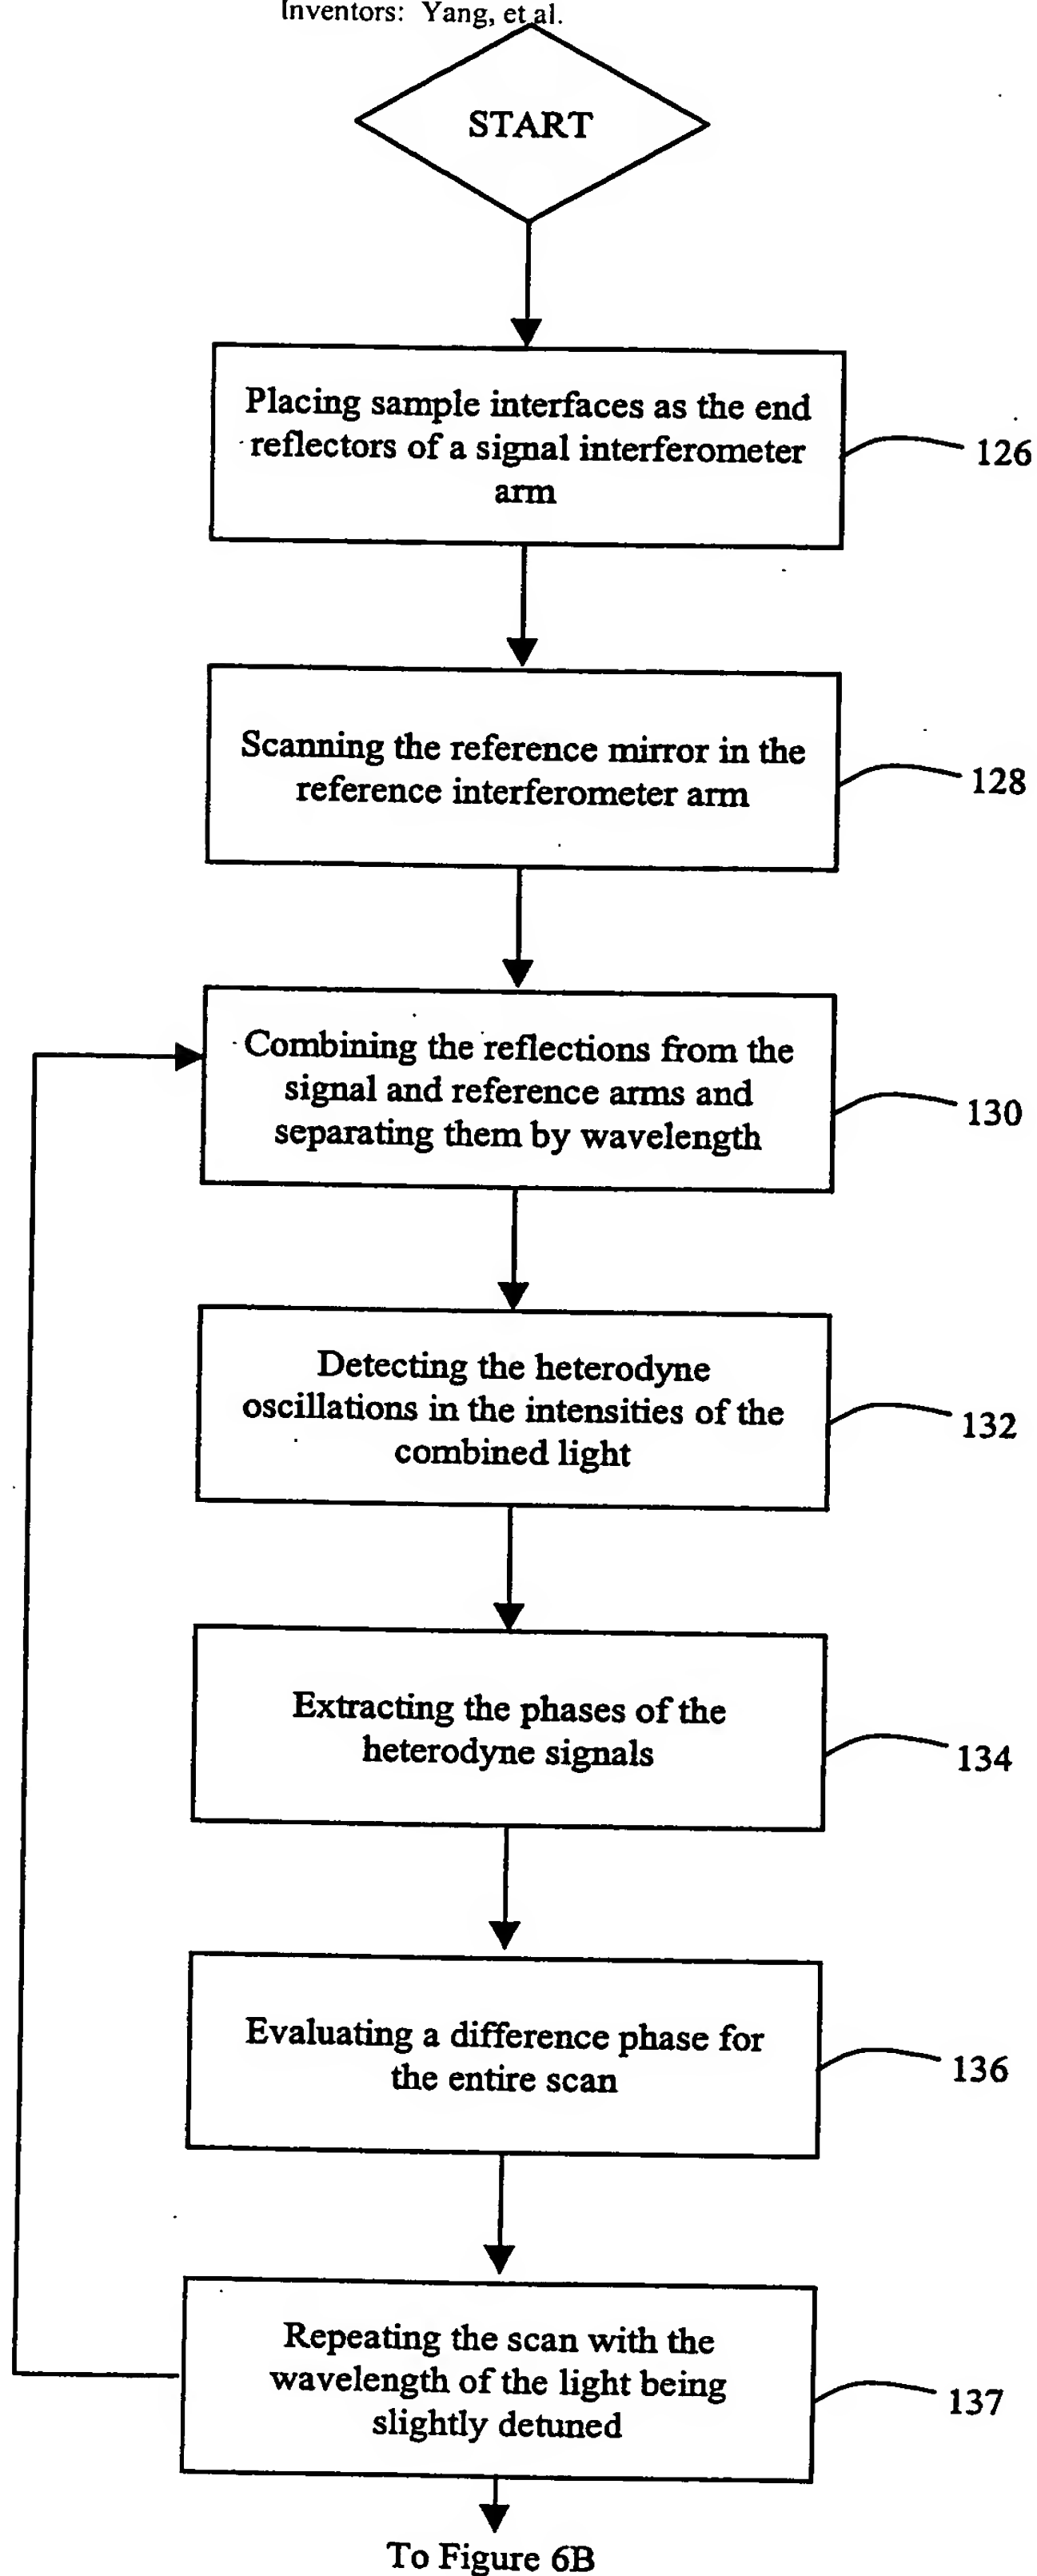 Inventors: Yang, et al.
START
Placing sample interfaces as the end
reflectors of a signal interferometer
arm
126
Scanning the reference mirror in the
reference interferometer arm
128
Combining the reflections from the
signal and reference arms and
separating them by wavelength
130
Detecting the heterodyne
oscillations in the intensities of the
combined light
132
Extracting the phases of the
heterodyne signals
134
Evaluating a difference phase for
the entire scan
136
Repeating the scan with the
wavelength of the light being
slightly detuned
137
To Figure 6B